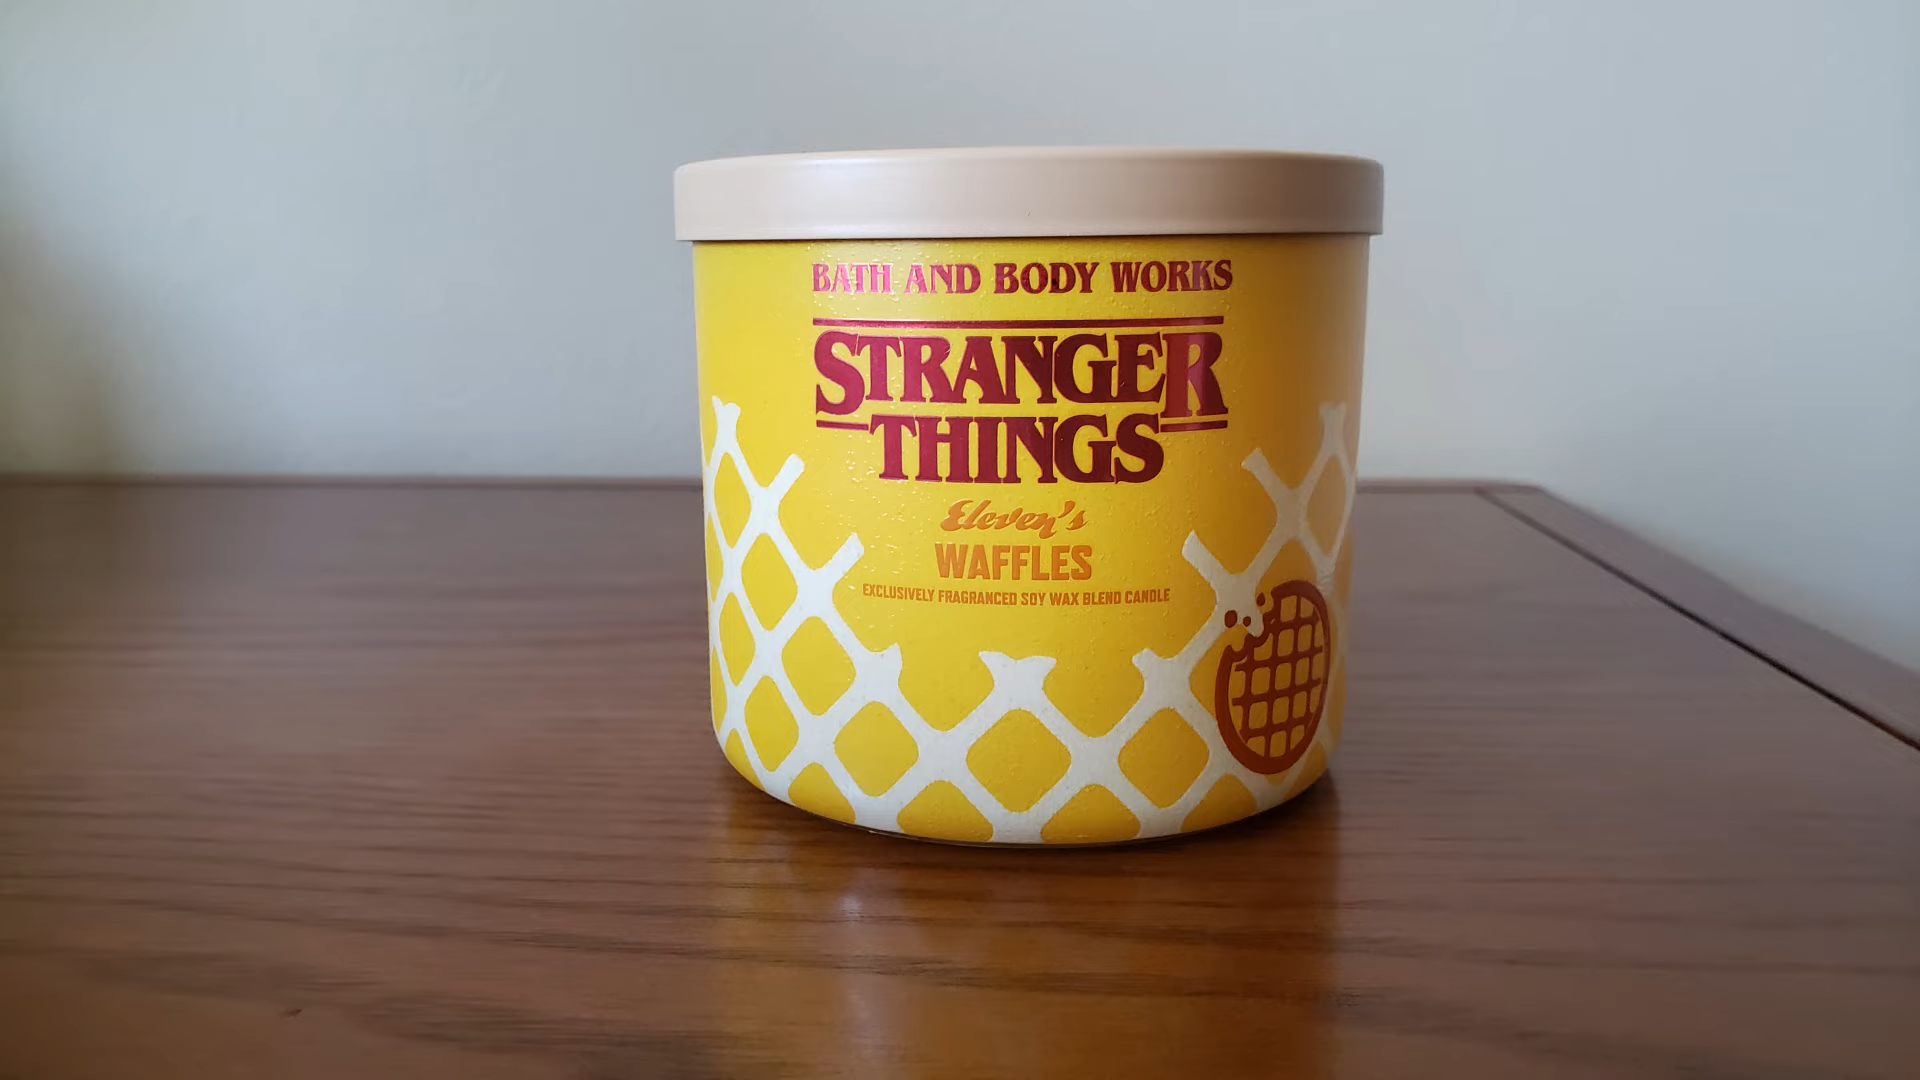 BATH AND BODY WORKS
STRANGER
THINGS
Eleven's
WAFFLES
EXCLUSIVELY FRAGRANCED SOY WAX BLEND CANDLE